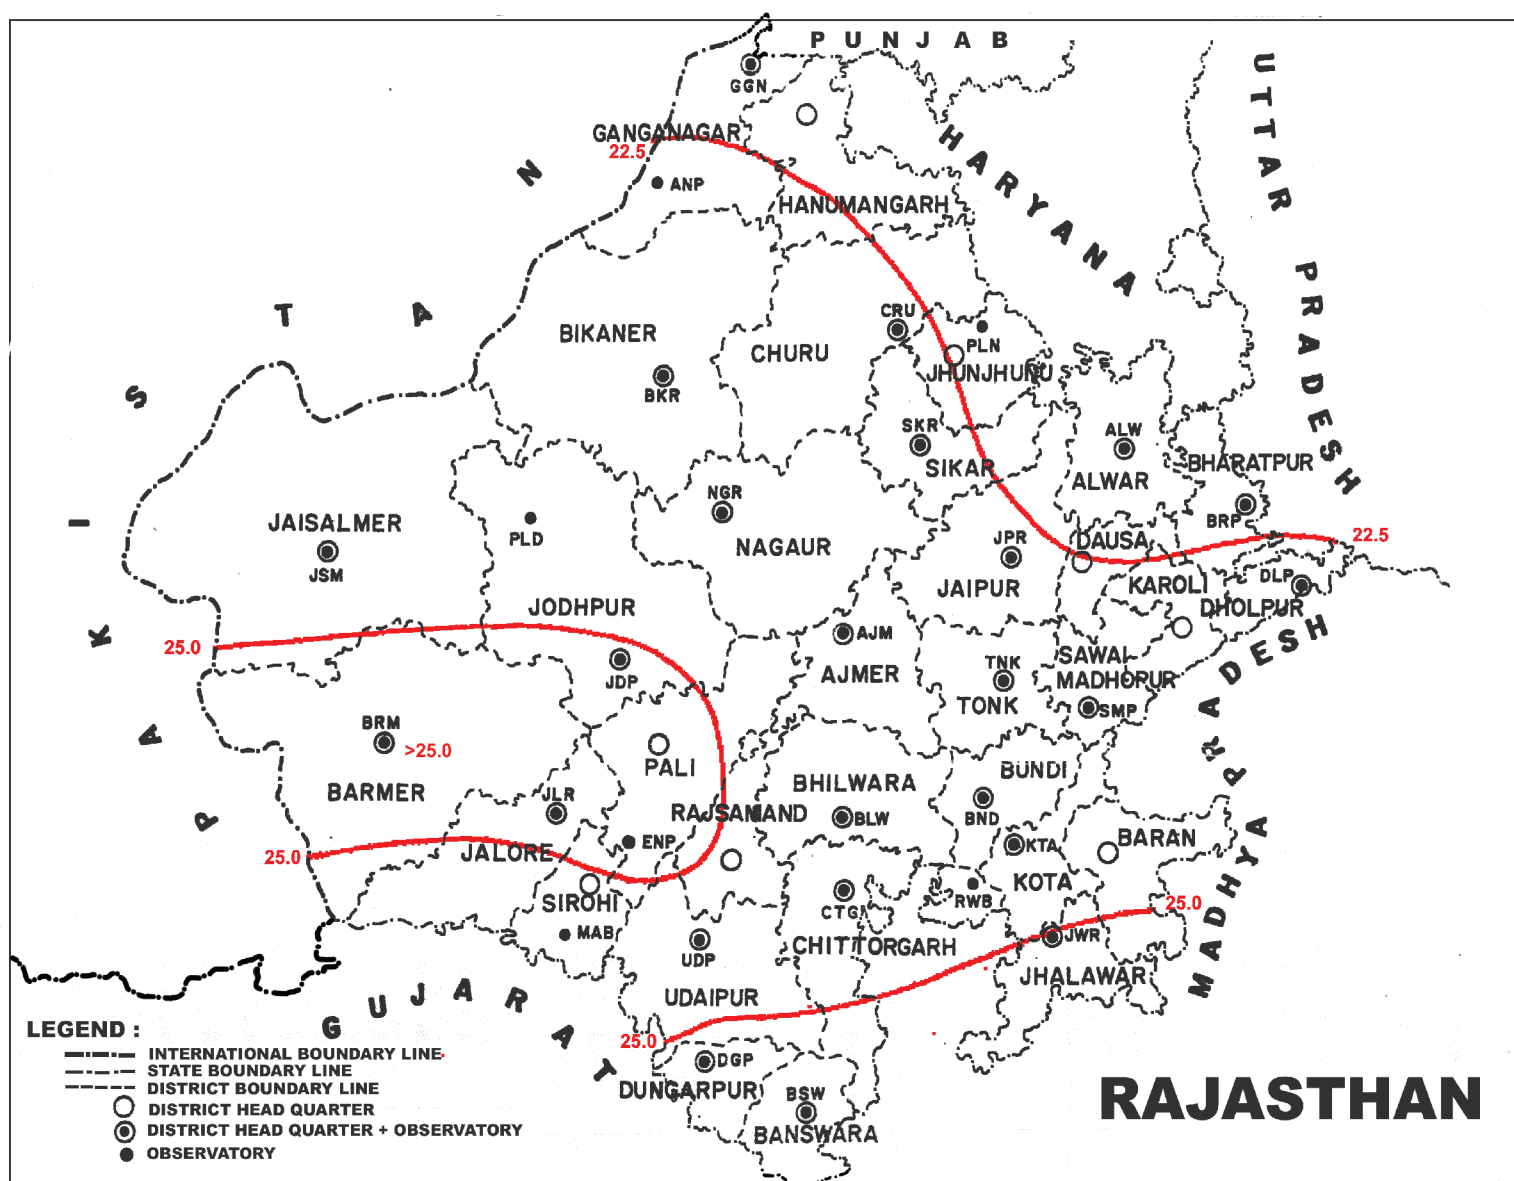 PUNJAB
GGN
GANGANAGAR
22.5
ANP
HANUMANGARH
HARYANA
UTTAR PRADESH
PAKISTAN
BIKANER
BKR
CHURU
CRU
PLN
JHUNJHUNU
SKR
SIKAR
ALW
ALWAR
BHARATPUR
BRP
22.5
JAISALMER
JSM
PLD
NGR
NAGAUR
JPR
JAIPUR
DAUSA
KAROLI
DLP
DHOLPUR
JODHPUR
25.0
JDP
AJM
AJMER
TNK
TONK
SAWAI
MADHOPUR
SMP
MADHYA PRADESH
BRM
>25.0
BARMER
PALI
JLR
RAJSAMAND
BHILWARA
BLW
BUNDI
BND
KTA
BARAN
25.0
JALORE
ENP
SIROHI
MAB
KOTA
RWB
CTG
CHITTORGARH
25.0
JWR
JHALAWAR
UDP
UDAIPUR
GUJARAT
25.0
DGP
DUNGARPUR
BSW
BANSWARA
LEGEND :
INTERNATIONAL BOUNDARY LINE
STATE BOUNDARY LINE
DISTRICT BOUNDARY LINE
DISTRICT HEAD QUARTER
DISTRICT HEAD QUARTER + OBSERVATORY
OBSERVATORY
RAJASTHAN